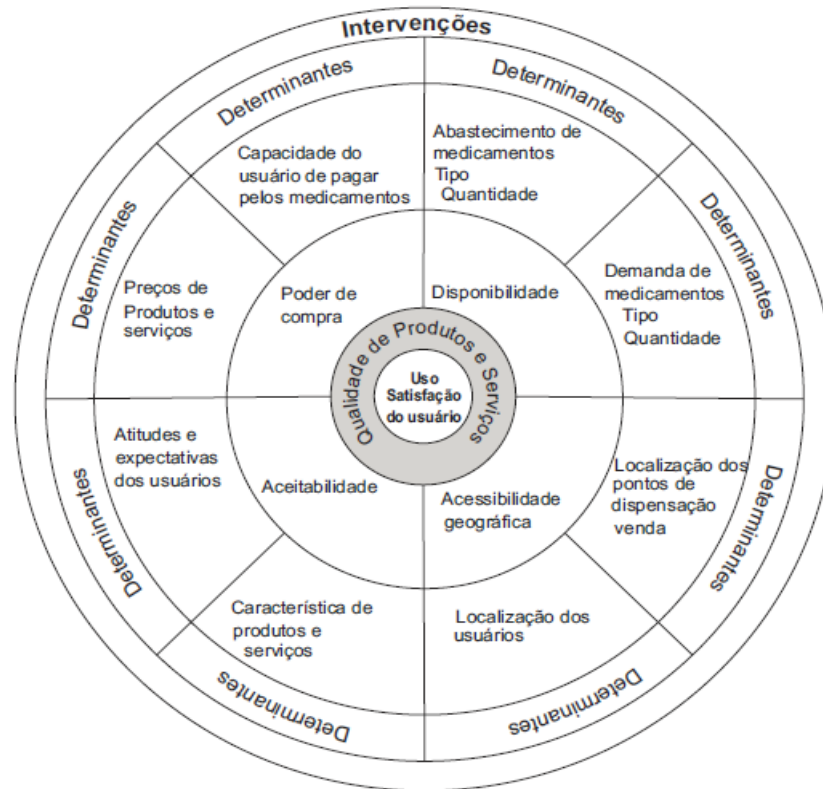 Intervenções
Determinantes
Determinantes
Capacidade do
usuário de pagar
pelos medicamentos
Abastecimento de
medicamentos
Tipo
Quantidade
Determinantes
Determinantes
Preços de
Produtos e
serviços
Poder de
compra
Disponibilidade
Demanda de
medicamentos
Tipo
Quantidade
Qualidade de Produtos e Serviços
Uso
Satisfação
do usuário
Atitudes e
expectativas
dos usuários
Aceitabilidade
Acessibilidade
geográfica
Localização dos
pontos de
dispensação
venda
Determinantes
Determinantes
Característica de
produtos e
serviços
Localização dos
usuários
Determinantes
Determinantes